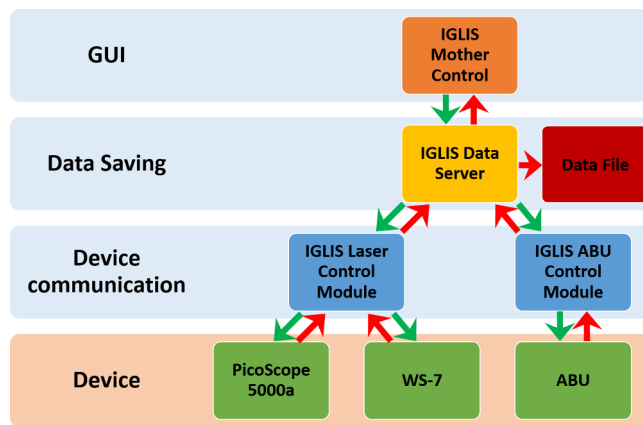 GUI
IGLIS
Mother
Control
Data Saving
IGLIS Data
Server
Data File
Device
communication
IGLIS Laser
Control
Module
IGLIS ABU
Control
Module
Device
PicoScope
5000a
WS-7
ABU